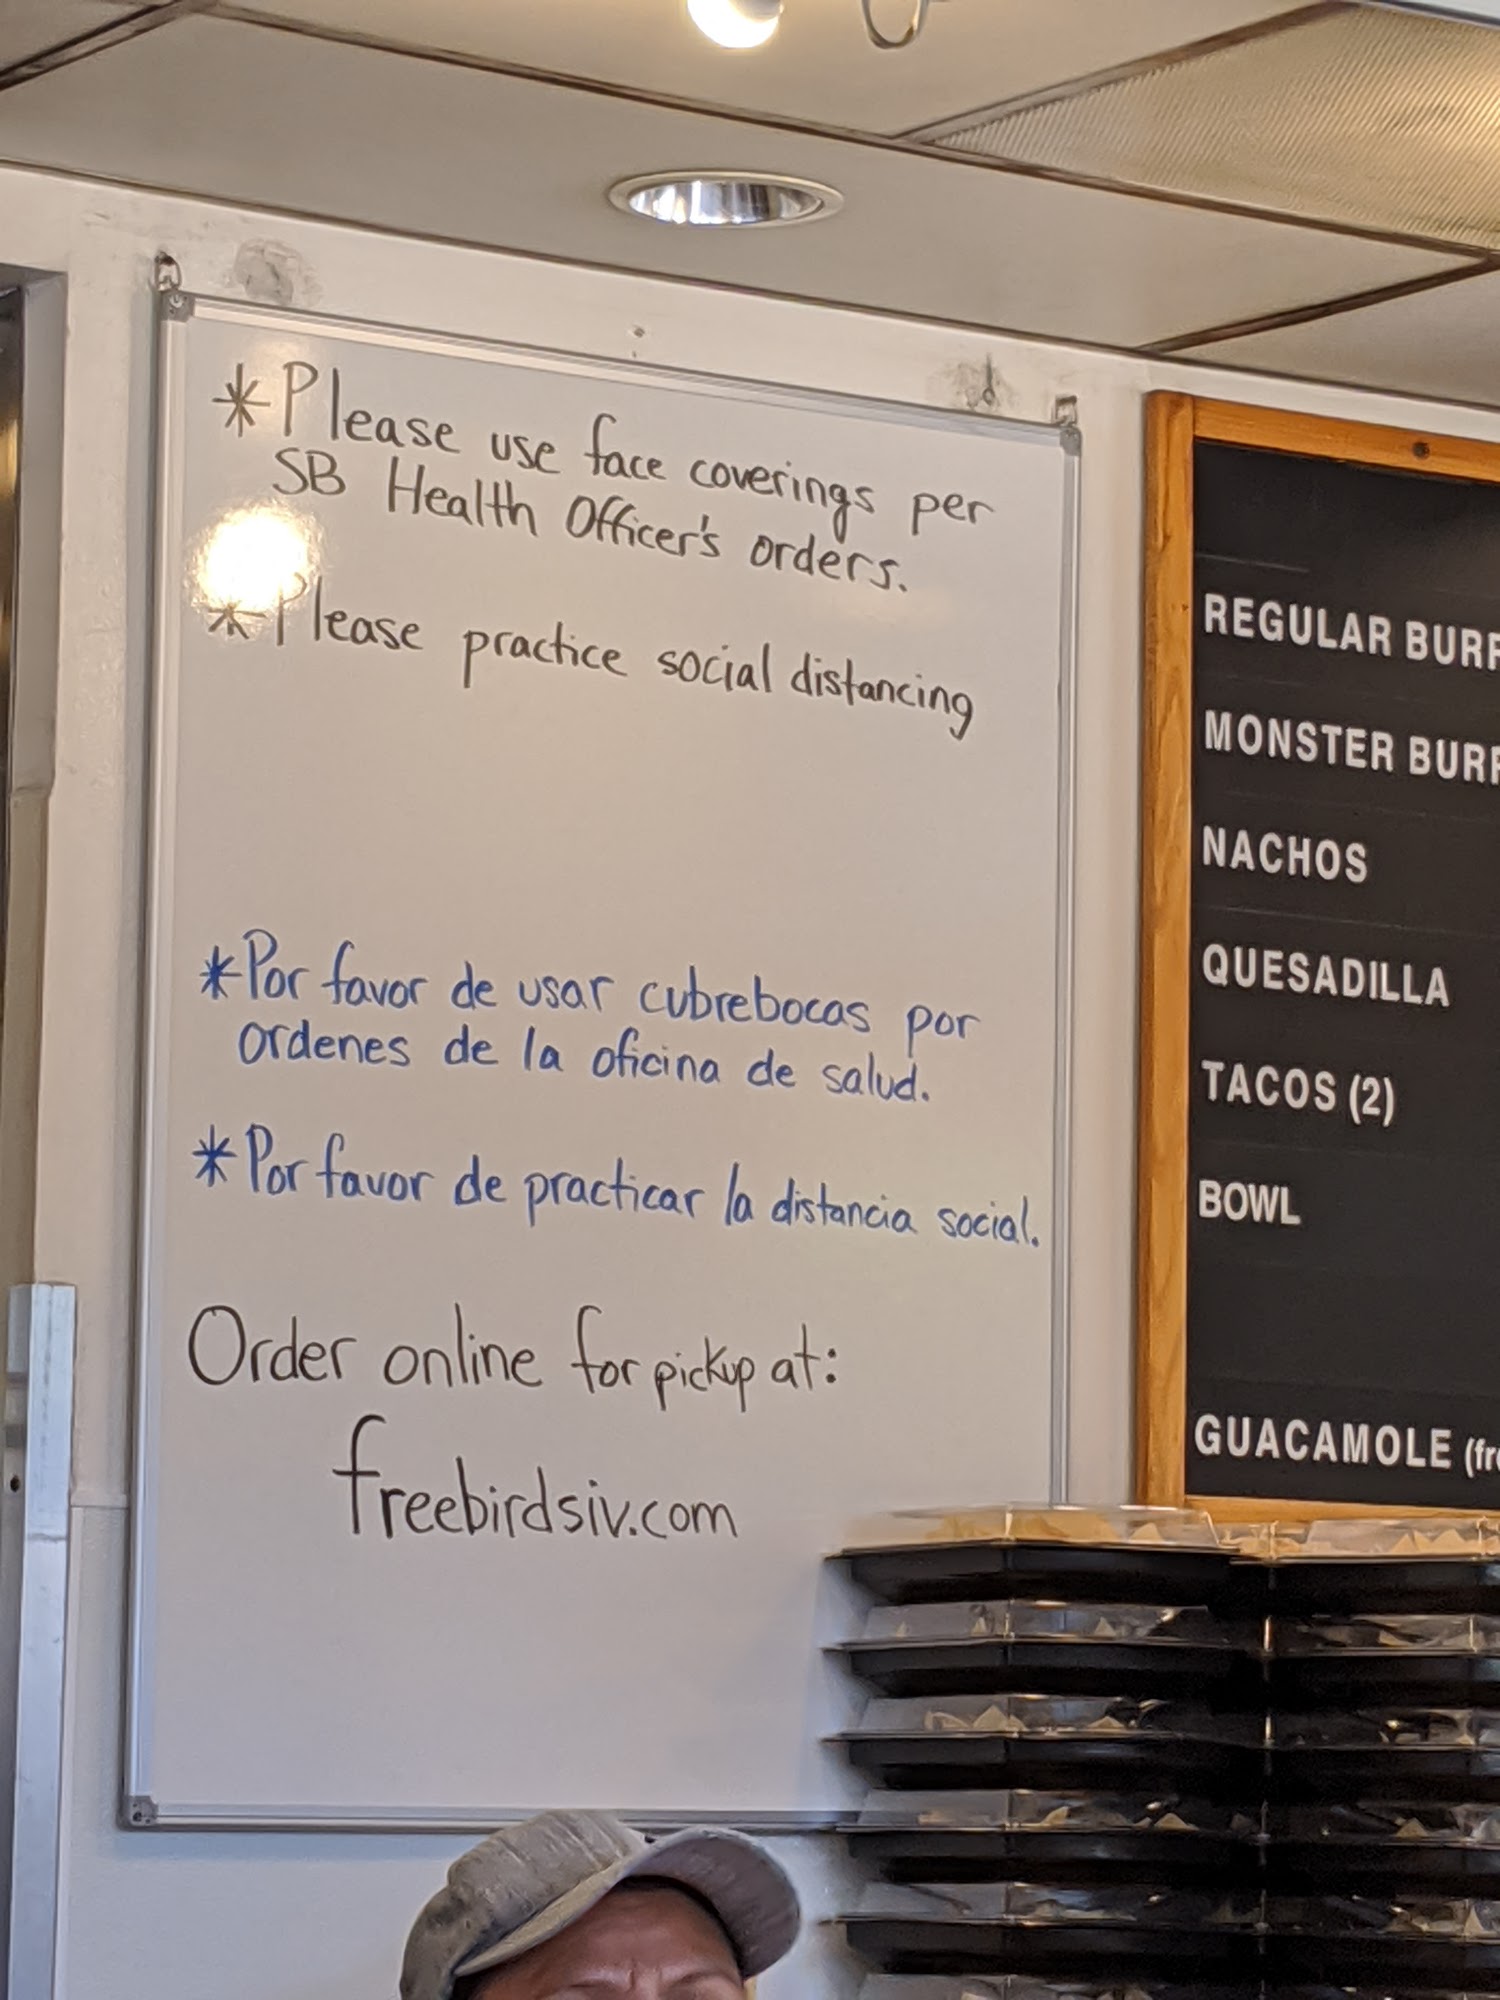 *Please use face coverings per
SB Health Officer's orders.
*Please practice social distancing
*Por favor de usar cubrebocas por
ordenes de la oficina de salud.
*Por favor de practicar la distancia social.
Order online for pickup at:
freebirdsiv.com
REGULAR BURR
MONSTER BURR
NACHOS
QUESADILLA
TACOS (2)
BOWL
GUACAMOLE (fre